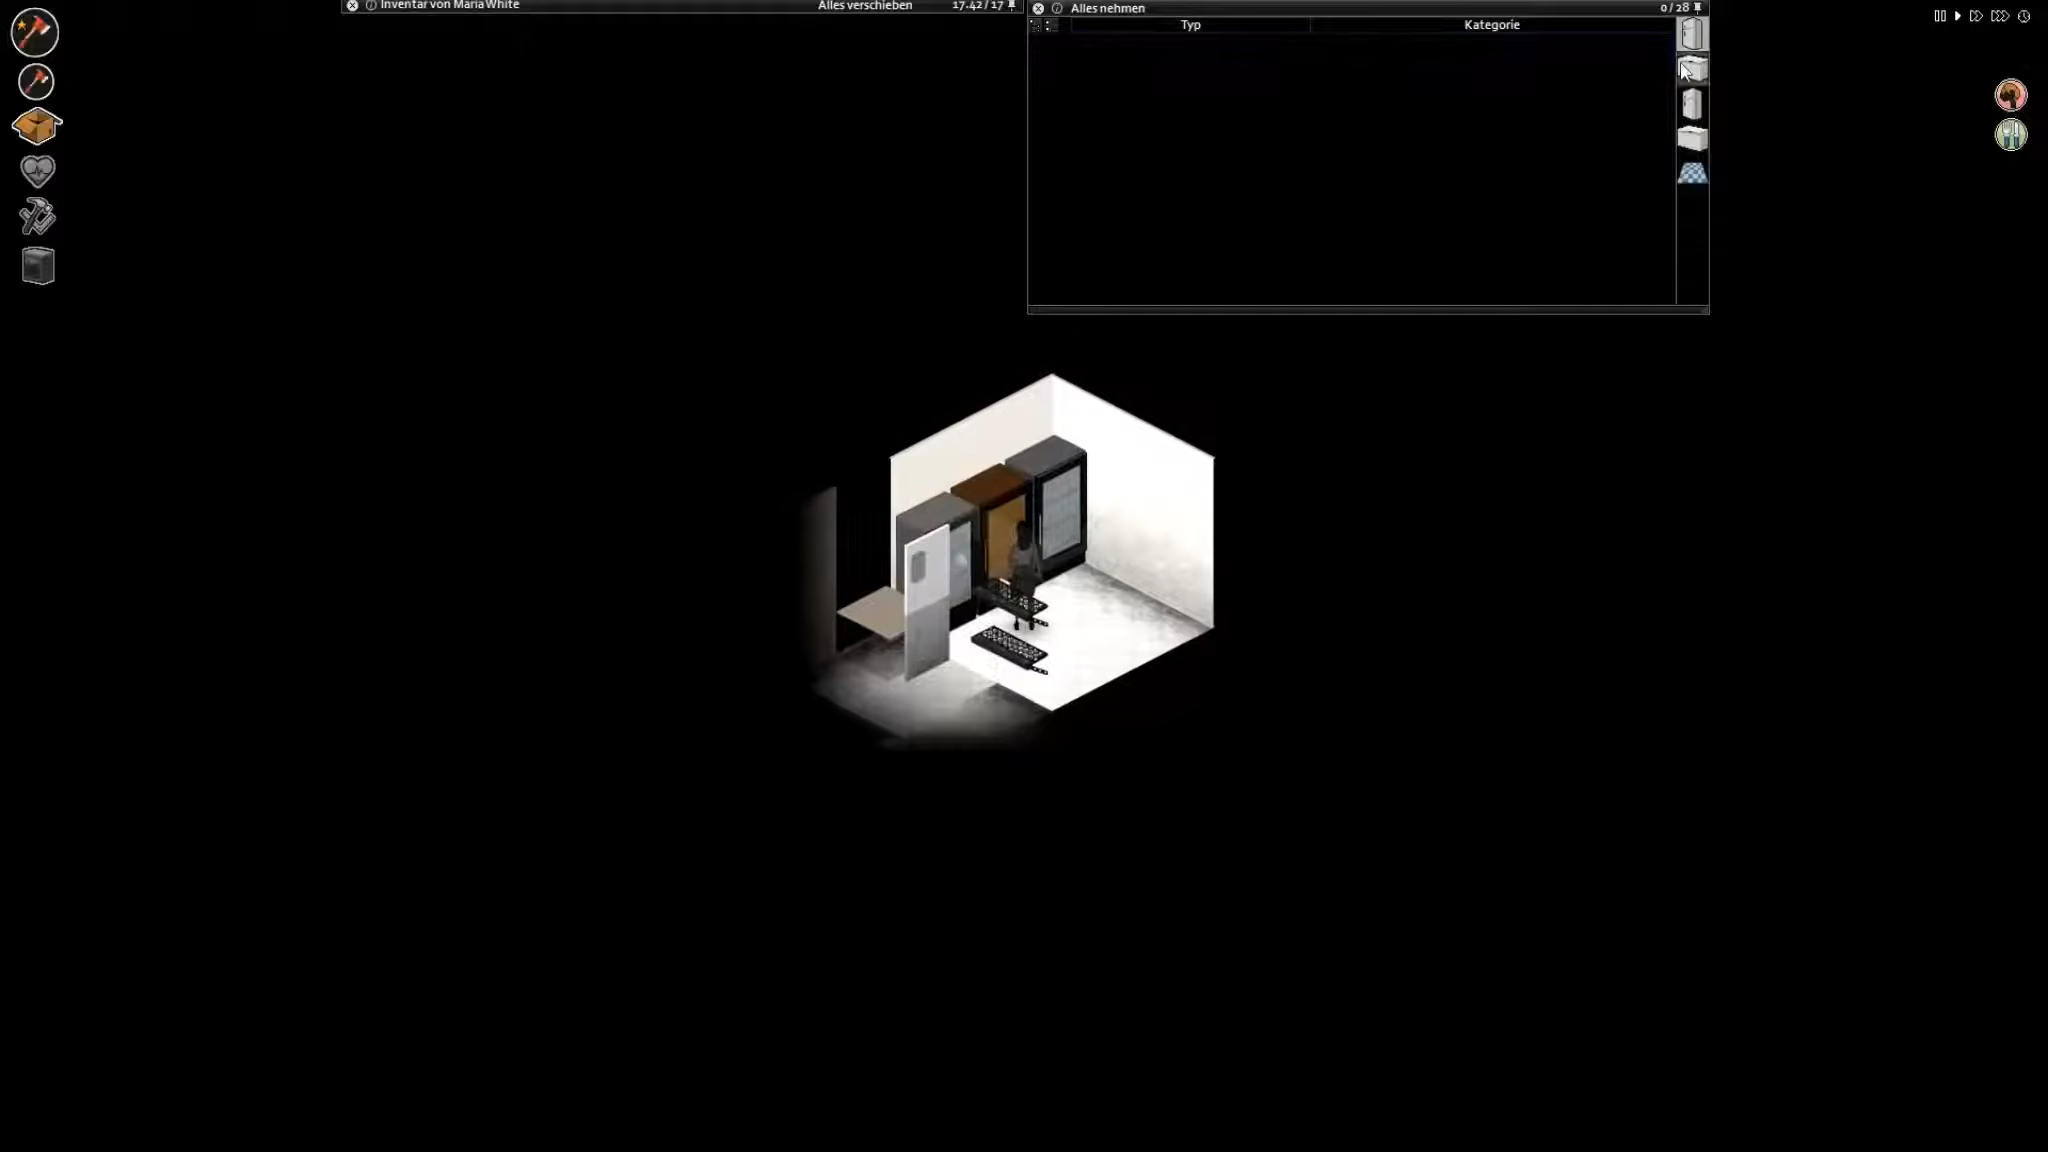 Inventar von Maria White Alles verschieben 17.42 / 17
Alles nehmen 0 / 28
Typ Kategorie